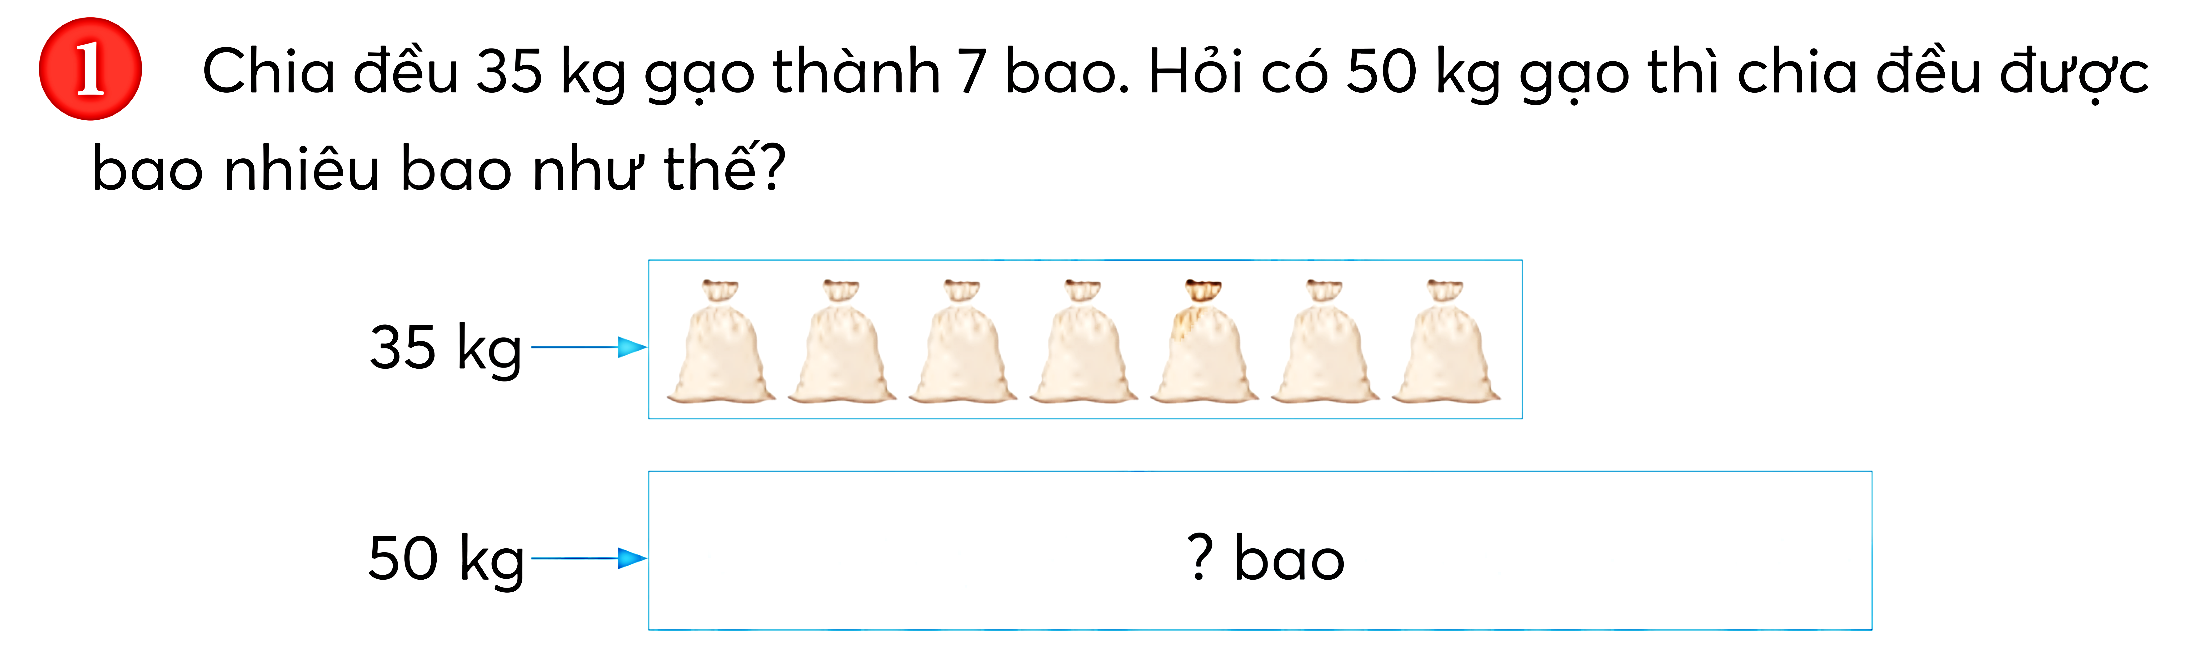 1 Chia đều 35 kg gạo thành 7 bao. Hỏi có 50 kg gạo thì chia đều được
bao nhiêu bao như thế?
35 kg
50 kg ? bao